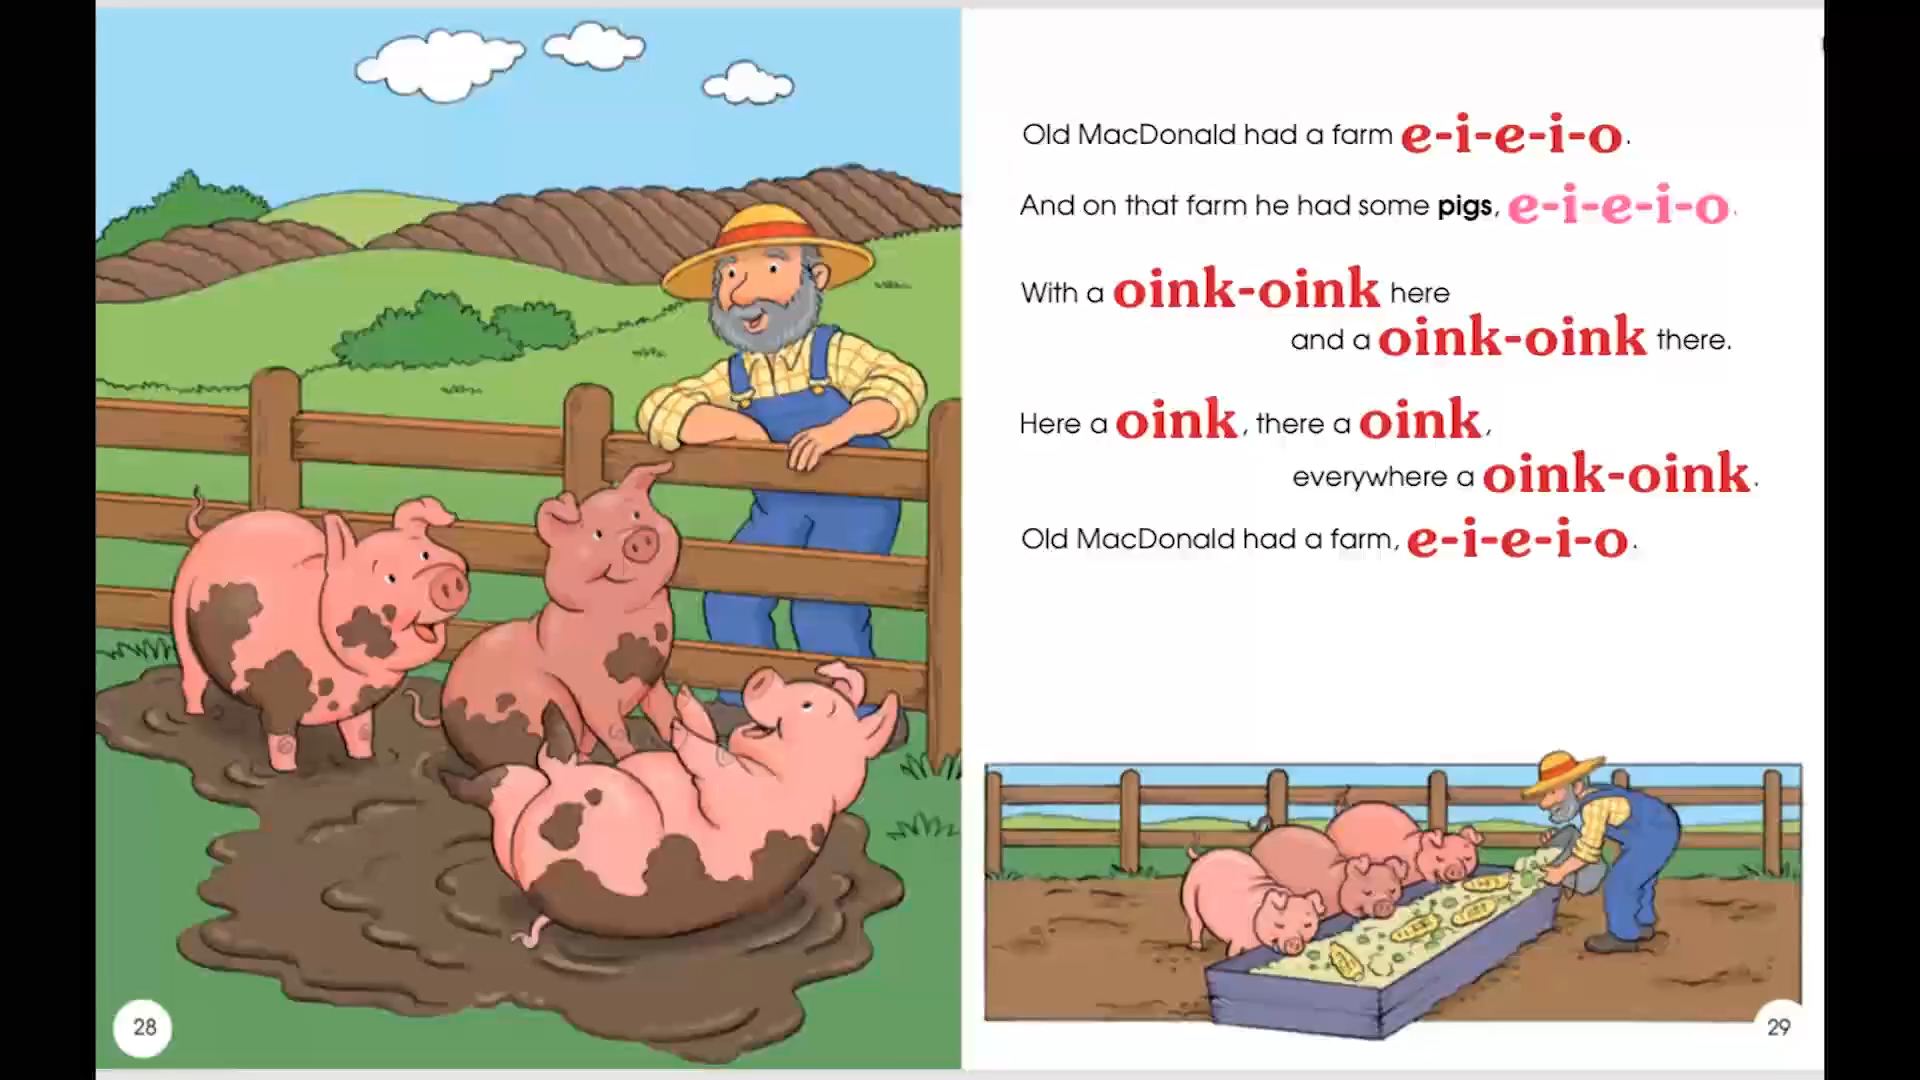 Old MacDonald had a farm e-i-e-i-o.
And on that farm he had some pigs, e-i-e-i-o.
With a oink-oink here
and a oink-oink there.
Here a oink, there a oink,
everywhere a oink-oink.
Old MacDonald had a farm, e-i-e-i-o.
28
29